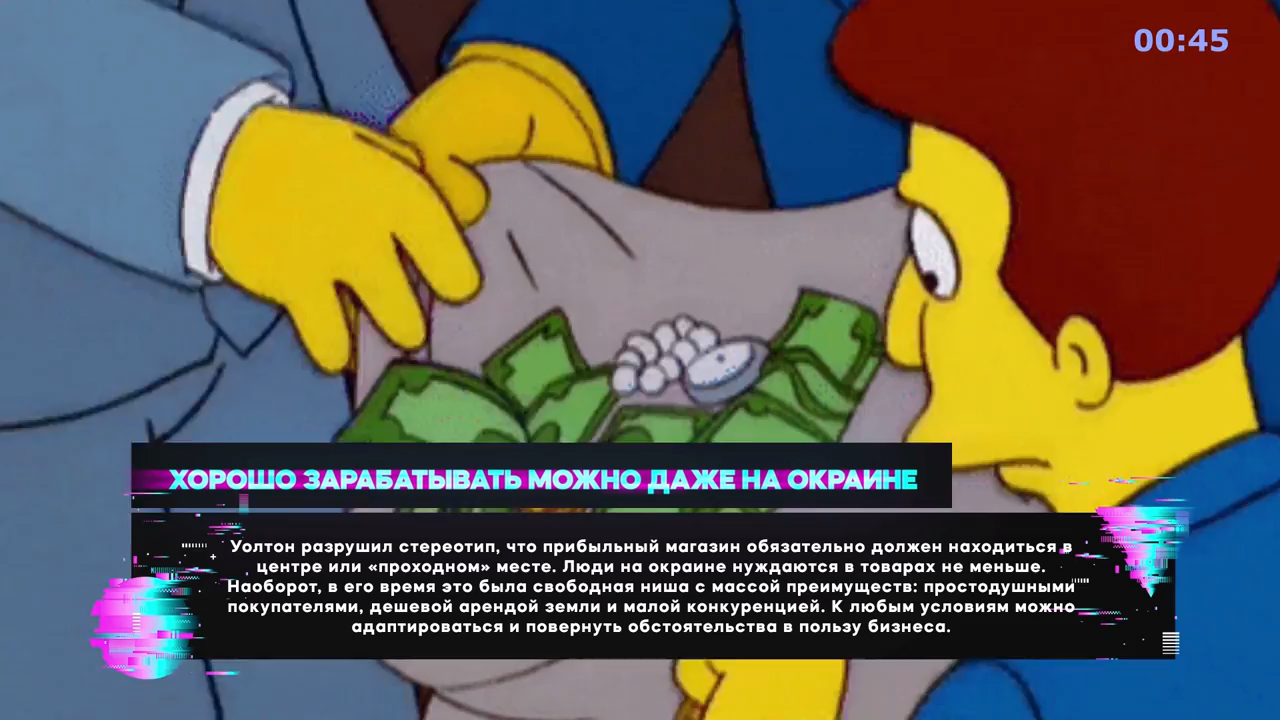 00:45
ХОРОШО ЗАРАБАТЫВАТЬ МОЖНО ДАЖЕ НА ОКРАИНЕ
Уолтон разрушил стереотип, что прибыльный магазин обязательно должен находиться в
центре или «проходном» месте. Люди на окраине нуждаются в товарах не меньше.
Наоборот, в его время это была свободная ниша с массой преимуществ: простодушными
покупателями, дешевой арендой земли и малой конкуренцией. К любым условиям можно
адаптироваться и повернуть обстоятельства в пользу бизнеса.